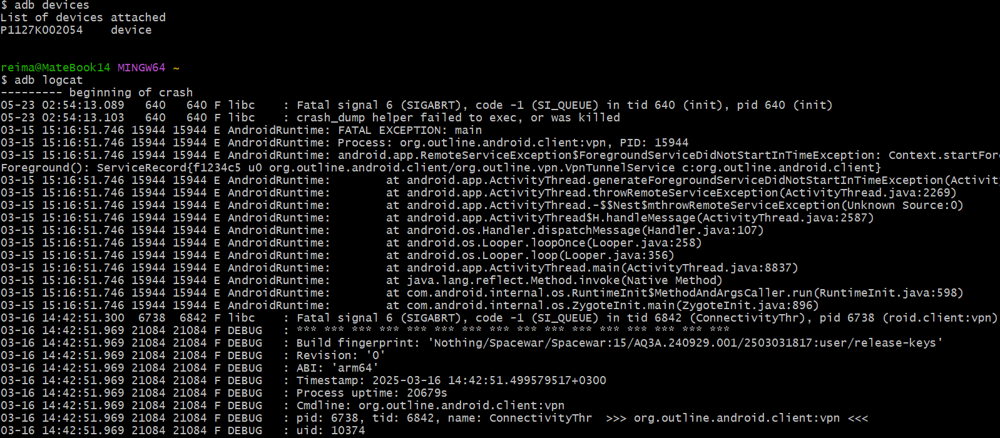 $ adb devices
List of devices attached
P1127K002054    device
reima@MateBook14 MINGW64 ~
$ adb logcat
--------- beginning of crash
05-23 02:54:13.089   640   640 F libc    : Fatal signal 6 (SIGABRT), code -1 (SI_QUEUE) in tid 640 (init), pid 640 (init)
05-23 02:54:13.103   640   640 F libc    : crash_dump helper failed to exec, or was killed
03-15 15:16:51.746 15944 15944 E AndroidRuntime: FATAL EXCEPTION: main
03-15 15:16:51.746 15944 15944 E AndroidRuntime: Process: org.outline.android.client:vpn, PID: 15944
03-15 15:16:51.746 15944 15944 E AndroidRuntime: android.app.RemoteServiceException$ForegroundServiceDidNotStartInTimeException: Context.startFore
Foreground(): ServiceRecord{f1234c5 u0 org.outline.android.client/org.outline.vpn.VpnTunnelService c:org.outline.android.client}
03-15 15:16:51.746 15944 15944 E AndroidRuntime:        at android.app.ActivityThread.generateForegroundServiceDidNotStartInTimeException(Activity
03-15 15:16:51.746 15944 15944 E AndroidRuntime:        at android.app.ActivityThread.throwRemoteServiceException(ActivityThread.java:2269)
03-15 15:16:51.746 15944 15944 E AndroidRuntime:        at android.app.ActivityThread.-$$Nest$mthrowRemoteServiceException(Unknown Source:0)
03-15 15:16:51.746 15944 15944 E AndroidRuntime:        at android.app.ActivityThread$H.handleMessage(ActivityThread.java:2587)
03-15 15:16:51.746 15944 15944 E AndroidRuntime:        at android.os.Handler.dispatchMessage(Handler.java:107)
03-15 15:16:51.746 15944 15944 E AndroidRuntime:        at android.os.Looper.loopOnce(Looper.java:258)
03-15 15:16:51.746 15944 15944 E AndroidRuntime:        at android.os.Looper.loop(Looper.java:356)
03-15 15:16:51.746 15944 15944 E AndroidRuntime:        at android.app.ActivityThread.main(ActivityThread.java:8837)
03-15 15:16:51.746 15944 15944 E AndroidRuntime:        at java.lang.reflect.Method.invoke(Native Method)
03-15 15:16:51.746 15944 15944 E AndroidRuntime:        at com.android.internal.os.RuntimeInit$MethodAndArgsCaller.run(RuntimeInit.java:598)
03-15 15:16:51.746 15944 15944 E AndroidRuntime:        at com.android.internal.os.ZygoteInit.main(ZygoteInit.java:896)
03-16 14:42:51.300  6738  6842 F libc    : Fatal signal 6 (SIGABRT), code -1 (SI_QUEUE) in tid 6842 (ConnectivityThr), pid 6738 (roid.client:vpn)
03-16 14:42:51.969 21084 21084 F DEBUG   : *** *** *** *** *** *** *** *** *** *** *** *** *** *** *** ***
03-16 14:42:51.969 21084 21084 F DEBUG   : Build fingerprint: 'Nothing/Spacewar/Spacewar:15/AQ3A.240929.001/2503031817:user/release-keys'
03-16 14:42:51.969 21084 21084 F DEBUG   : Revision: '0'
03-16 14:42:51.969 21084 21084 F DEBUG   : ABI: 'arm64'
03-16 14:42:51.969 21084 21084 F DEBUG   : Timestamp: 2025-03-16 14:42:51.499579517+0300
03-16 14:42:51.969 21084 21084 F DEBUG   : Process uptime: 20679s
03-16 14:42:51.969 21084 21084 F DEBUG   : Cmdline: org.outline.android.client:vpn
03-16 14:42:51.969 21084 21084 F DEBUG   : pid: 6738, tid: 6842, name: ConnectivityThr  >>> org.outline.android.client:vpn <<<
03-16 14:42:51.969 21084 21084 F DEBUG   : uid: 10374